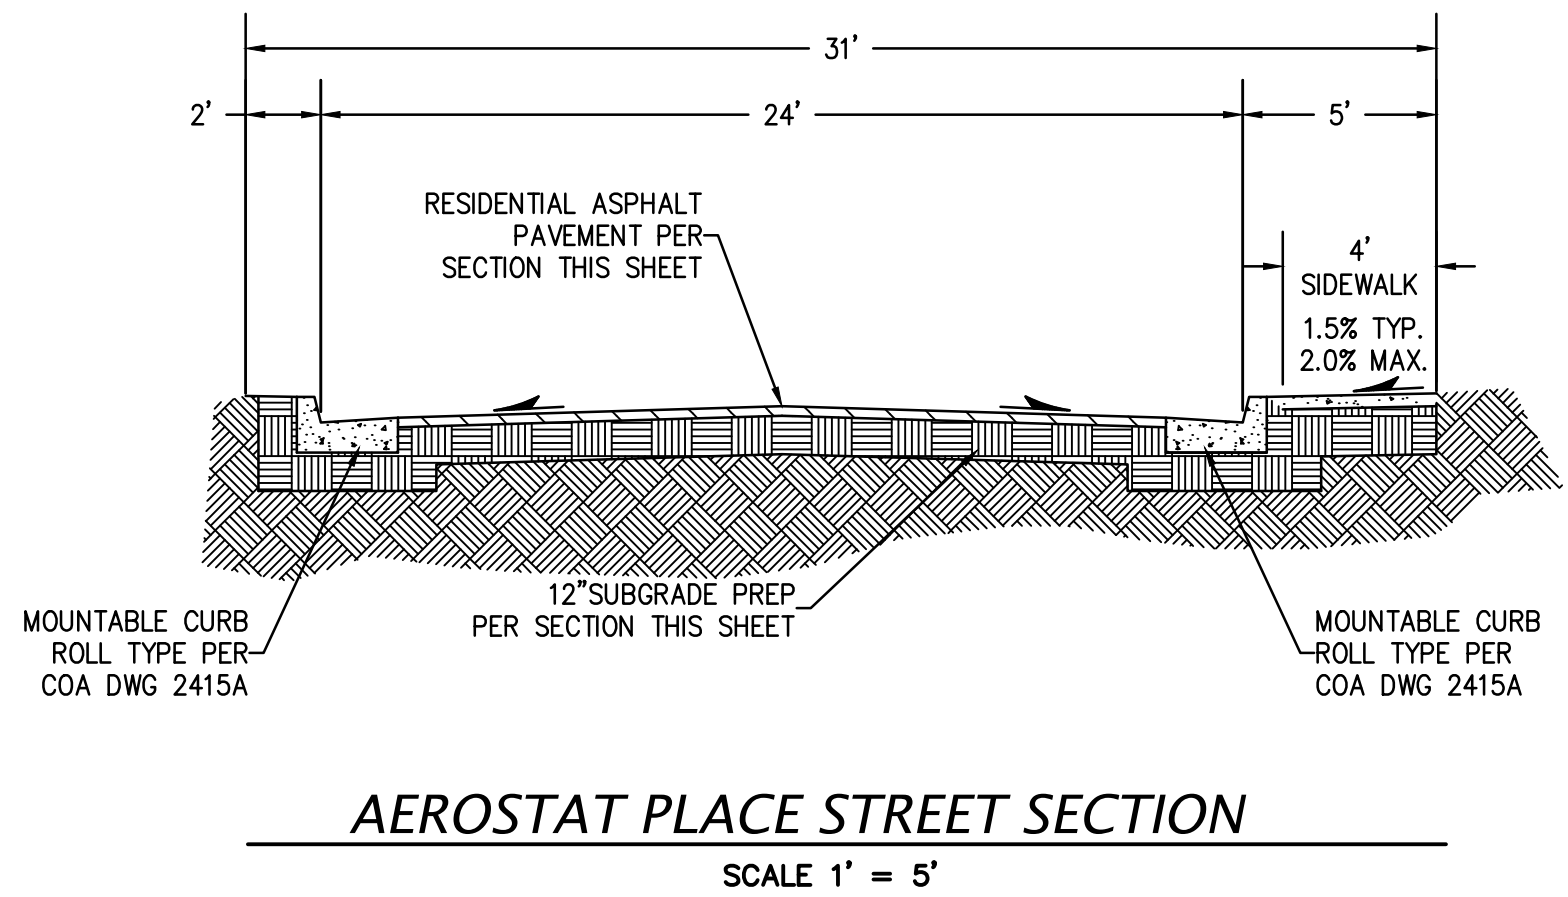 31'
2'
24'
5'
RESIDENTIAL ASPHALT
PAVEMENT PER
SECTION THIS SHEET
4'
SIDEWALK
1.5% TYP.
2.0% MAX.
12"SUBGRADE PREP
PER SECTION THIS SHEET
MOUNTABLE CURB
ROLL TYPE PER
COA DWG 2415A
MOUNTABLE CURB
ROLL TYPE PER
COA DWG 2415A
AEROSTAT PLACE STREET SECTION
SCALE 1' = 5'